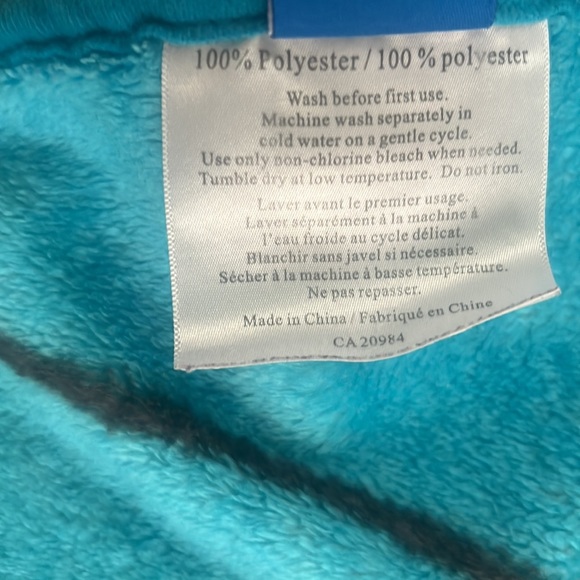 100% Polyester / 100 % polyester
Wash before first use.
Machine wash separately in
cold water on a gentle cycle.
Use only non-chlorine bleach when needed.
Tumble dry at low temperature. Do not iron.
Laver avant le premier usage.
Laver séparément à la machine à
l'eau froide au cycle délicat.
Blanchir sans javel si nécessaire.
Sécher à la machine à basse température.
Ne pas repasser.
Made in China / Fabriqué en Chine
CA 20984